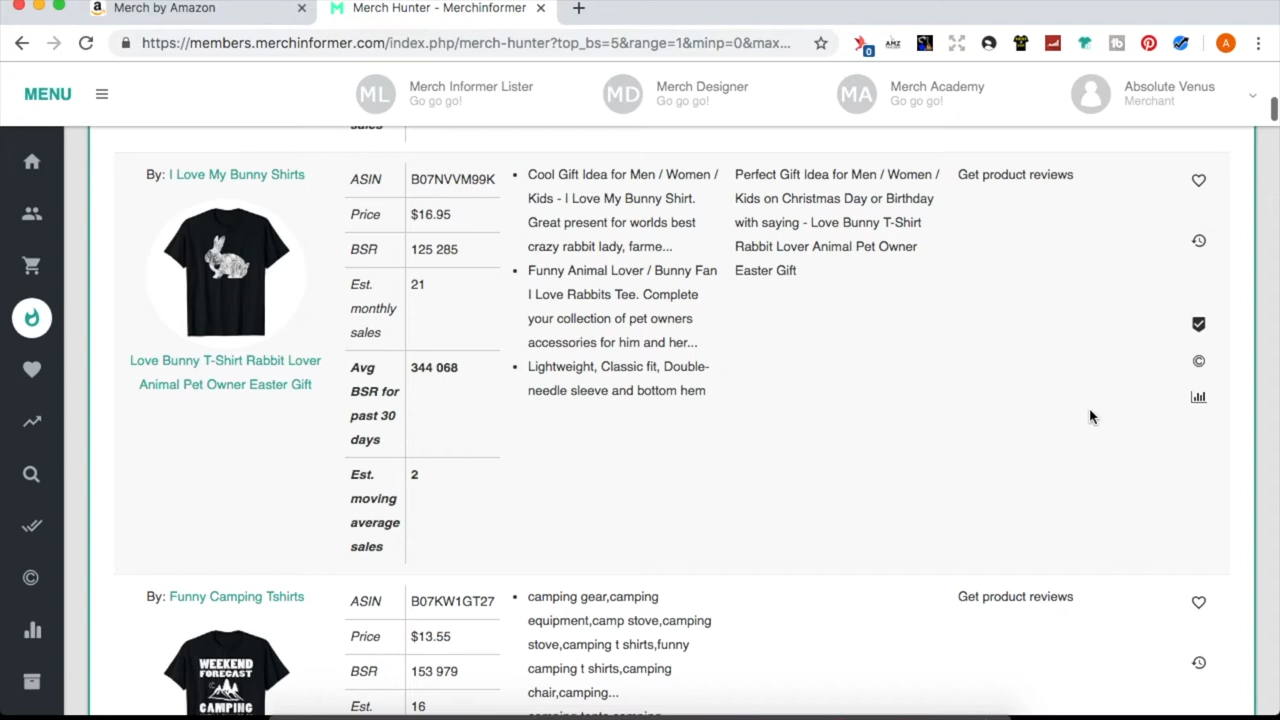 Merch by Amazon
Merch Hunter - Merchinformer
https://members.merchinformer.com/index.php/merch-hunter?top_bs=5&range=1&minp=0&max...
0
AMZ
A
MENU
ML
Merch Informer Lister
Go go go!
MD
Merch Designer
Go go go!
MA
Merch Academy
Go go go!
Absolute Venus
Merchant
sales
By: I Love My Bunny Shirts
Love Bunny T-Shirt Rabbit Lover
Animal Pet Owner Easter Gift
ASIN B07NVVM99K
Price $16.95
BSR 125 285
Est. 21
monthly
sales
Avg 344 068
BSR for
past 30
days
Est. 2
moving
average
sales
• Cool Gift Idea for Men / Women /
Kids - I Love My Bunny Shirt.
Great present for worlds best
crazy rabbit lady, farme...
• Funny Animal Lover / Bunny Fan
I Love Rabbits Tee. Complete
your collection of pet owners
accessories for him and her...
• Lightweight, Classic fit, Double-
needle sleeve and bottom hem
Perfect Gift Idea for Men / Women /
Kids on Christmas Day or Birthday
with saying - Love Bunny T-Shirt
Rabbit Lover Animal Pet Owner
Easter Gift
Get product reviews
By: Funny Camping Tshirts
WEEKEND
FORECAST
CAMPING
ASIN B07KW1GT27
Price $13.55
BSR 153 979
Est. 16
• camping gear,camping
equipment,camp stove,camping
stove,camping t shirts,funny
camping t shirts,camping
chair,camping...
Get product reviews